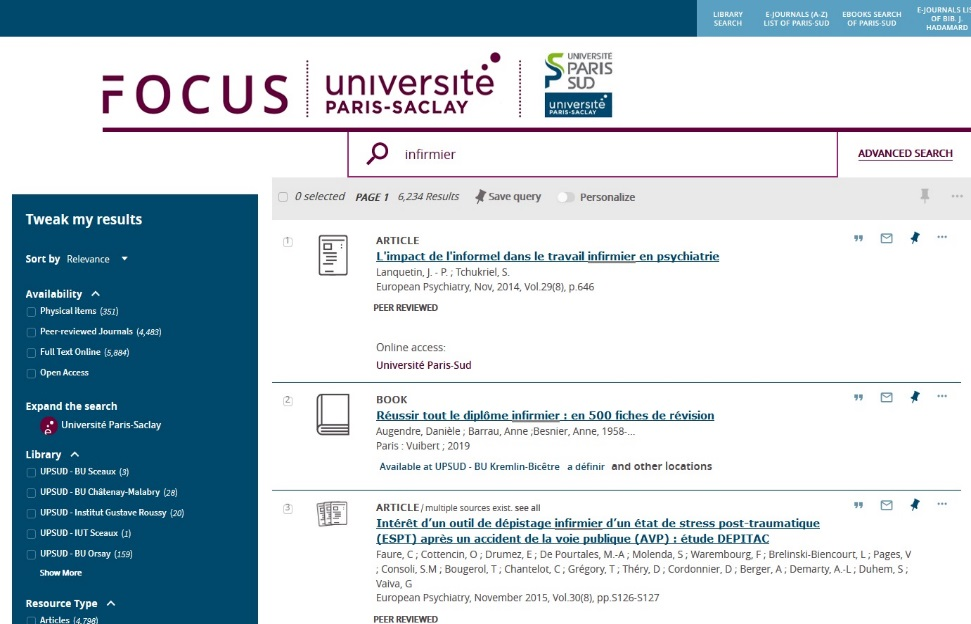 LIBRARY SEARCH
E-JOURNALS (A-Z) LIST OF PARIS-SUD
EBOOKS SEARCH OF PARIS-SUD
OF BIB. J. HADAMARD
FOCUS
université
PARIS-SACLAY
UNIVERSITÉ
PARIS
SUD
université
PARIS-SACLAY
infirmier
ADVANCED SEARCH
0 selected PAGE 1 6,234 Results Save query Personalize
Tweak my results
Sort by Relevance
Availability
Physical items (351)
Peer-reviewed Journals (4,483)
Full Text Online (5,884)
Open Access
Expand the search
Université Paris-Saclay
Library
UPSUD - BU Sceaux (3)
UPSUD - BU Châtenay-Malabry (28)
UPSUD - Institut Gustave Roussy (20)
UPSUD - IUT Sceaux (1)
UPSUD - BU Orsay (159)
Show More
Resource Type
Articles (4,798)
1
ARTICLE
L'impact de l'informel dans le travail infirmier en psychiatrie
Lanquetin, J. - P. ; Tchukriel, S.
European Psychiatry, Nov, 2014, Vol.29(8), p.646
PEER REVIEWED
Online access:
Université Paris-Sud
2
BOOK
Réussir tout le diplôme infirmier : en 500 fiches de révision
Augendre, Danièle ; Barrau, Anne ;Besnier, Anne, 1958-...
Paris : Vuibert ; 2019
Available at UPSUD - BU Kremlin-Bicêtre a définir and other locations
3
ARTICLE / multiple sources exist. see all
Intérêt d'un outil de dépistage infirmier d'un état de stress post-traumatique
(ESPT) après un accident de la voie publique (AVP) : étude DEPITAC
Faure, C ; Cottencin, O ; Drumez, E ; De Pourtales, M.-A ; Molenda, S ; Warembourg, F ; Brelinski-Biencourt, L ; Pages, V
; Consoli, S.M ; Bougerol, T ; Chantelot, C ; Grégory, T ; Théry, D ; Cordonnier, D ; Berger, A ; Demarty, A.-L ; Duhem, S ;
Vaiva, G
European Psychiatry, November 2015, Vol.30(8), pp.S126-S127
PEER REVIEWED